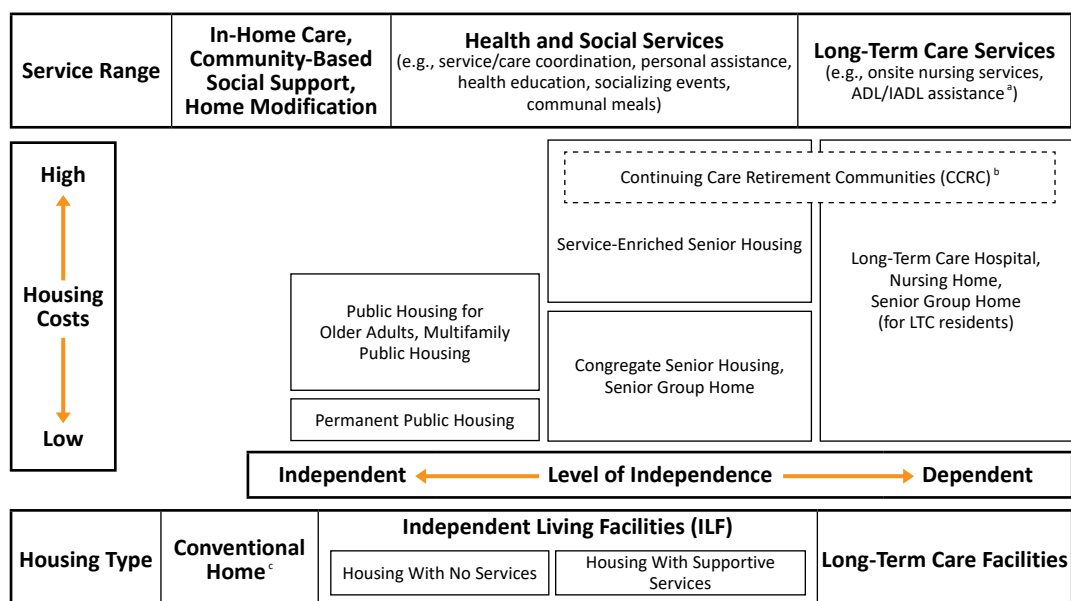 Service Range
In-Home Care,
Community-Based
Social Support,
Home Modification
Health and Social Services
(e.g., service/care coordination, personal assistance,
health education, socializing events,
communal meals)
Long-Term Care Services
(e.g., onsite nursing services,
ADL/IADL assistance a)
High
Housing
Costs
Low
Continuing Care Retirement Communities (CCRC) b
Service-Enriched Senior Housing
Long-Term Care Hospital,
Nursing Home,
Senior Group Home
(for LTC residents)
Public Housing for
Older Adults, Multifamily
Public Housing
Congregate Senior Housing,
Senior Group Home
Permanent Public Housing
Independent
Level of Independence
Dependent
Housing Type
Conventional
Home c
Independent Living Facilities (ILF)
Housing With No Services
Housing With Supportive
Services
Long-Term Care Facilities